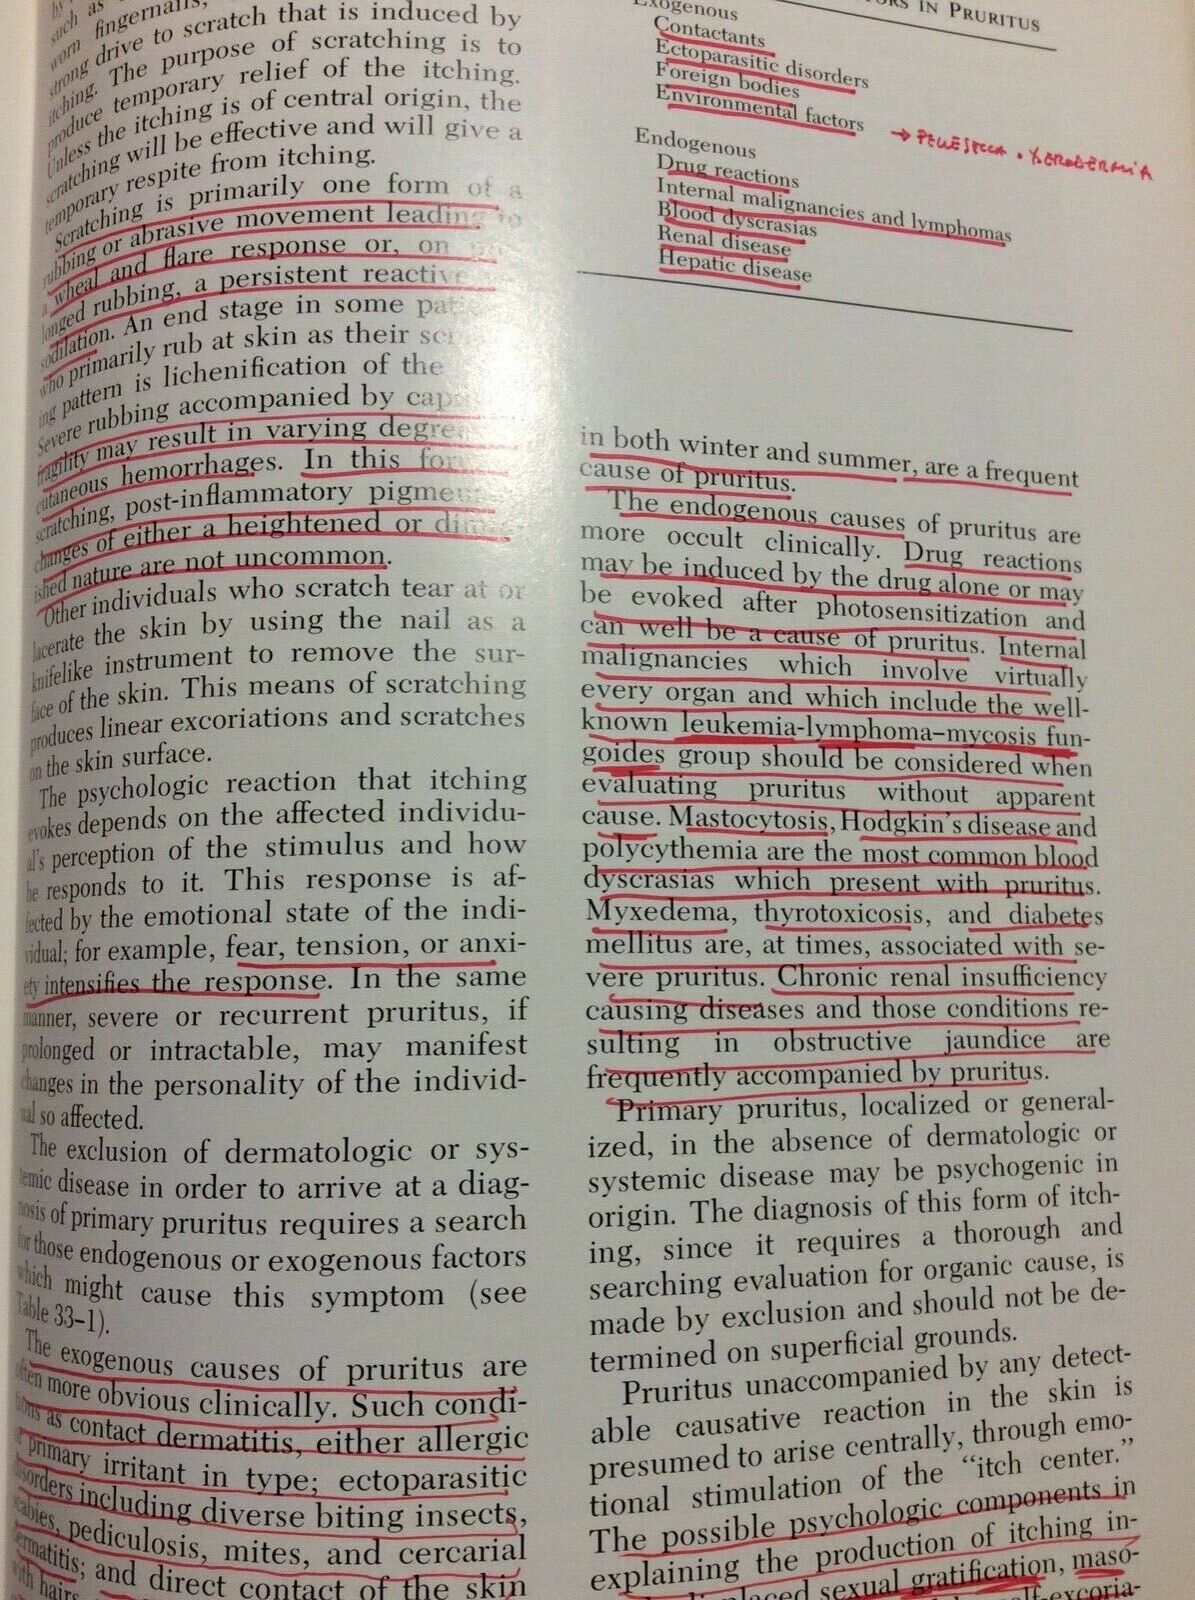 such as
worn fingernails,
strong drive to scratch that is induced by
itching. The purpose of scratching is to
produce temporary relief of the itching.
Unless the itching is of central origin, the
scratching will be effective and will give a
temporary respite from itching.
Scratching is primarily one form of a
rubbing or abrasive movement leading to
a wheal and flare response or, on
longed rubbing, a persistent reactive
sodilation. An end stage in some
who primarily rub at skin as their
ing pattern is lichenification of the
Severe rubbing accompanied by
fragility may result in varying
cutaneous hemorrhages. In this
scratching, post-inflammatory
changes of either a heightened or
ished nature are not uncommon.
Other individuals who scratch tear at or
lacerate the skin by using the nail as a
knifelike instrument to remove the sur-
face of the skin. This means of scratching
produces linear excoriations and scratches
on the skin surface.
The psychologic reaction that itching
evokes depends on the affected individu-
al's perception of the stimulus and how
he responds to it. This response is af-
fected by the emotional state of the indi-
vidual; for example, fear, tension, or anxi-
ety intensifies the response. In the same
manner, severe or recurrent pruritus, if
prolonged or intractable, may manifest
changes in the personality of the individ-
ual so affected.
The exclusion of dermatologic or sys-
temic disease in order to arrive at a diag-
nosis of primary pruritus requires a search
for those endogenous or exogenous factors
which might cause this symptom (see
Table 33–1).
The exogenous causes of pruritus are
often more obvious clinically. Such condi-
tions as contact dermatitis, either allergic
or primary irritant in type; ectoparasitic
disorders including diverse biting insects,
scabies, pediculosis, mites, and cercarial
dermatitis; and direct contact of the skin
with hairs
IN PRURITUS
Exogenous
Contactants
Ectoparasitic disorders
Foreign bodies
Environmental factors → PELLE SECCA . XERODERMIA
Endogenous
Drug reactions
Internal malignancies and lymphomas
Blood dyscrasias
Renal disease
Hepatic disease
in both winter and summer, are a frequent
cause of pruritus.
The endogenous causes of pruritus are
more occult clinically. Drug reactions
may be induced by the drug alone or may
be evoked after photosensitization and
can well be a cause of pruritus. Internal
malignancies which involve virtually
every organ and which include the well-
known leukemia-lymphoma–mycosis fun-
goides group should be considered when
evaluating pruritus without apparent
cause. Mastocytosis, Hodgkin's disease and
polycythemia are the most common blood
dyscrasias which present with pruritus.
Myxedema, thyrotoxicosis, and diabetes
mellitus are, at times, associated with se-
vere pruritus. Chronic renal insufficiency
causing diseases and those conditions re-
sulting in obstructive jaundice are
frequently accompanied by pruritus.
Primary pruritus, localized or general-
ized, in the absence of dermatologic or
systemic disease may be psychogenic in
origin. The diagnosis of this form of itch-
ing, since it requires a thorough and
searching evaluation for organic cause, is
made by exclusion and should not be de-
termined on superficial grounds.
Pruritus unaccompanied by any detect-
able causative reaction in the skin is
presumed to arise centrally, through emo-
tional stimulation of the “itch center.”
The possible psychologic components in
explaining the production of itching in-
sexual gratification, maso-